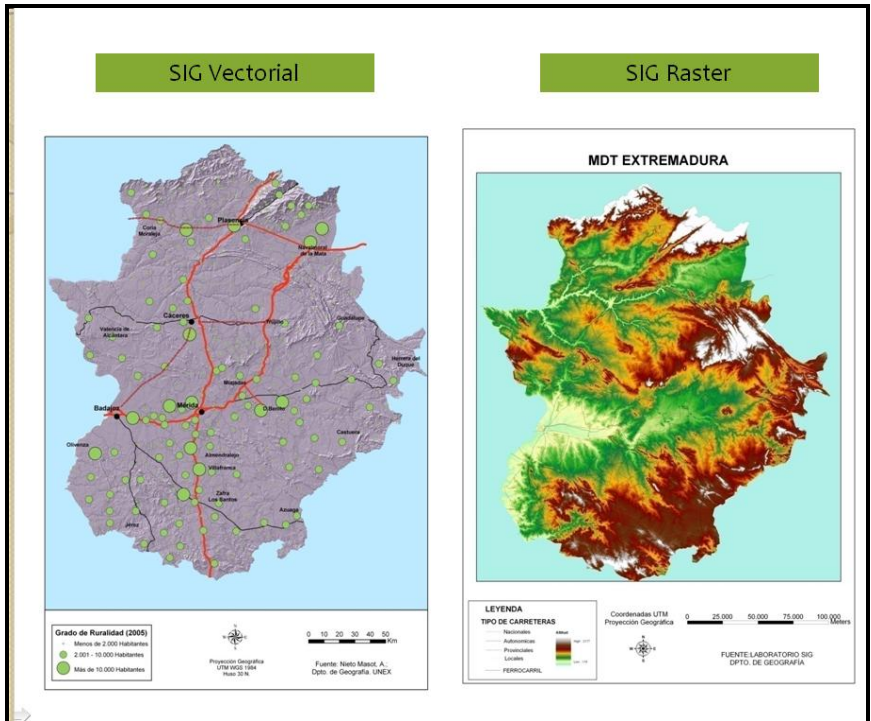 SIG Vectorial
SIG Raster
Plasencia
Coria
Moraleja
Navalmoral
de la Mata
Cáceres
Trujillo
Guadalupe
Valencia de
Alcántara
Herrera del
Duque
Miajadas
Badajoz
Mérida
D.Benito
Castuera
Olivenza
Almendralejo
Villafranca
Zafra
Los Santos
Azuaga
Jerez
Grado de Ruralidad (2005)
Menos de 2.000 Habitantes
2.001 - 10.000 Habitantes
Más de 10.000 Habitantes
Proyección Geográfica
UTM WGS 1984
Huso 30 N
0 10 20 30 40 50
Km
Fuente: Nieto Masot, A.;
Dpto. de Geografía. UNEX
MDT EXTREMADURA
LEYENDA
TIPO DE CARRETERAS
Nacionales
Autonomicas
Provinciales
Locales
FERROCARRIL
Coordenadas UTM
Proyección Geográfica
0 25.000 50.000 75.000 100.000
Meters
FUENTE:LABORATORIO SIG
DPTO. DE GEOGRAFÍA